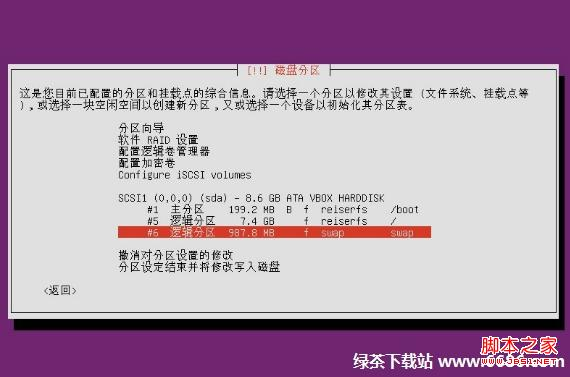 [!!] 磁盘分区
这是您目前已配置的分区和挂载点的综合信息。请选择一个分区以修改其设置 (文件系统、挂载点等
)，或选择一块空闲空间以创建新分区，又或选择一个设备以初始化其分区表。
分区向导
软件 RAID 设置
配置逻辑卷管理器
配置加密卷
Configure iSCSI volumes
SCSI1 (0,0,0) (sda) - 8.6 GB ATA VBOX HARDDISK
#1 主分区 199.2 MB B f reiserfs /boot
#5 逻辑分区 7.4 GB f reiserfs /
#6 逻辑分区 987.8 MB f swap swap
撤消对分区设置的修改
分区设定结束并将修改写入磁盘
<返回>
脚本之家
绿茶下载站